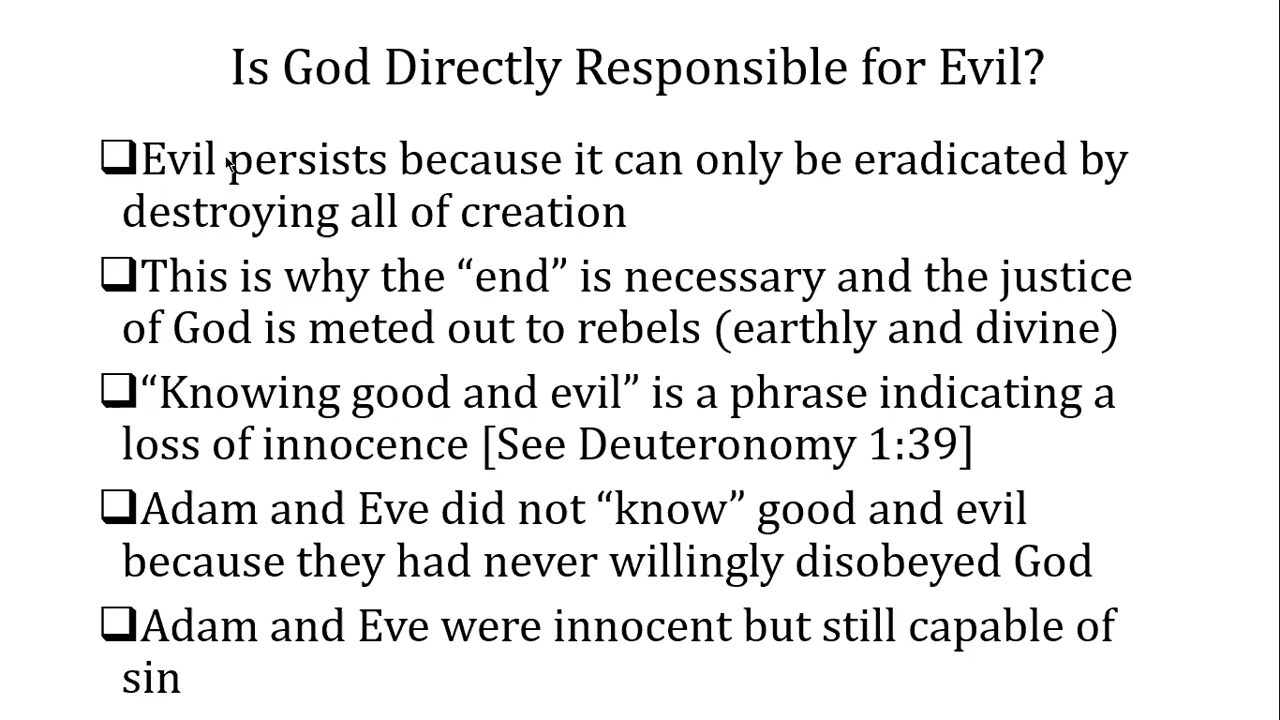 Is God Directly Responsible for Evil?
❑Evil persists because it can only be eradicated by
destroying all of creation
❑This is why the “end” is necessary and the justice
of God is meted out to rebels (earthly and divine)
❑“Knowing good and evil” is a phrase indicating a
loss of innocence [See Deuteronomy 1:39]
❑Adam and Eve did not “know” good and evil
because they had never willingly disobeyed God
❑Adam and Eve were innocent but still capable of
sin